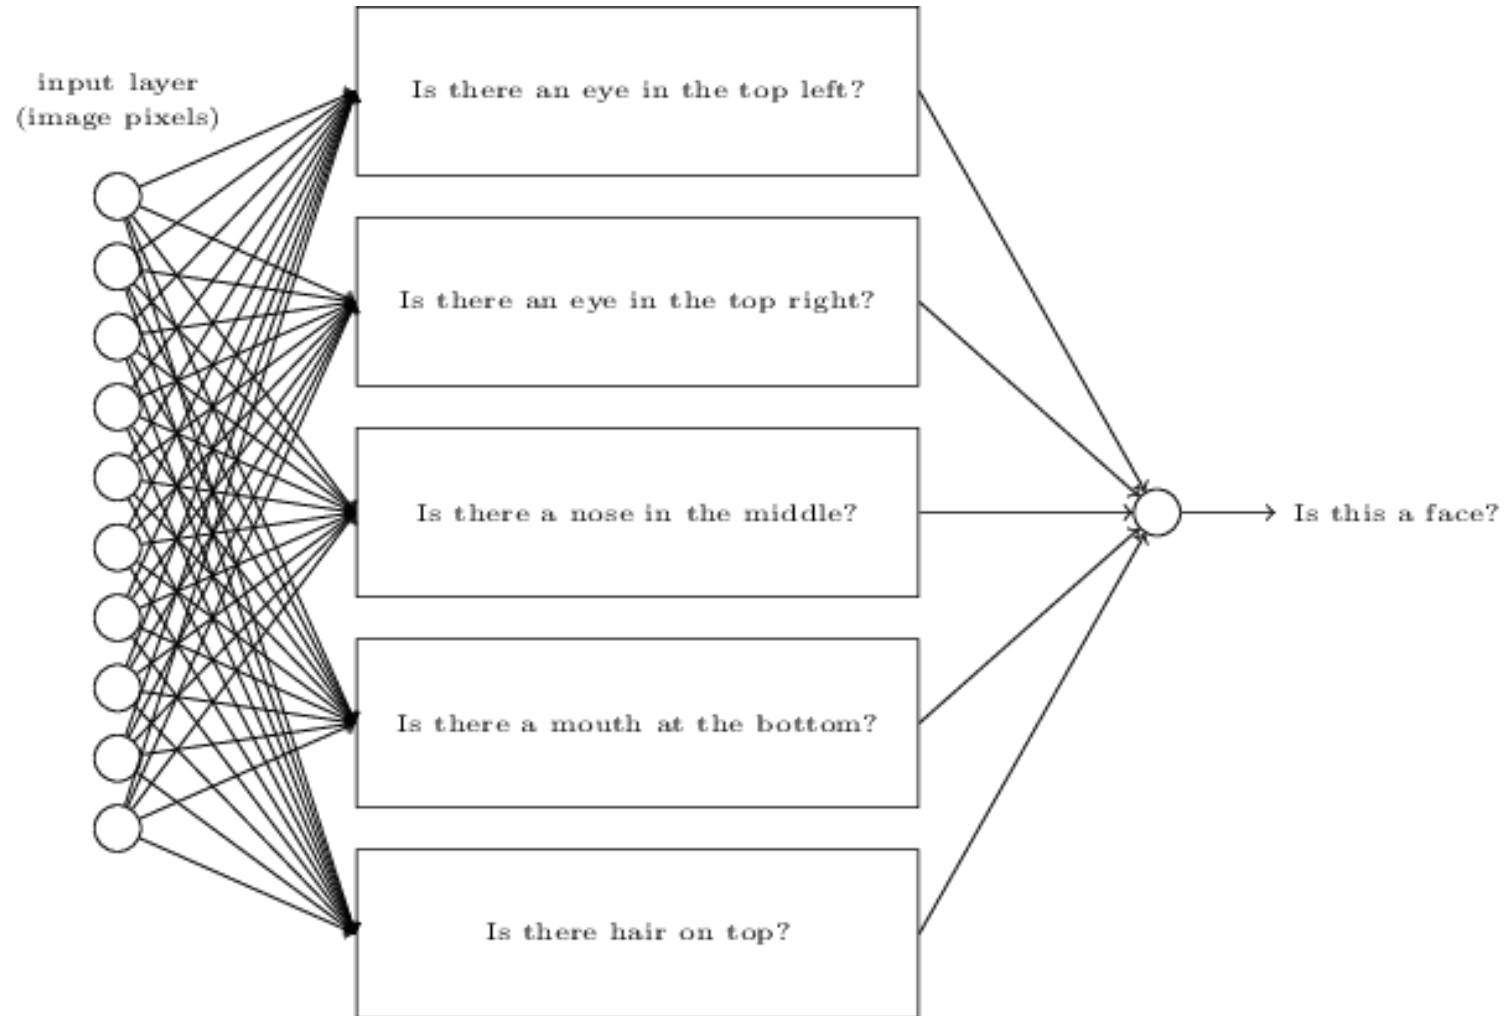 input layer
(image pixels)
Is there an eye in the top left?
Is there an eye in the top right?
Is there a nose in the middle?
Is this a face?
Is there a mouth at the bottom?
Is there hair on top?